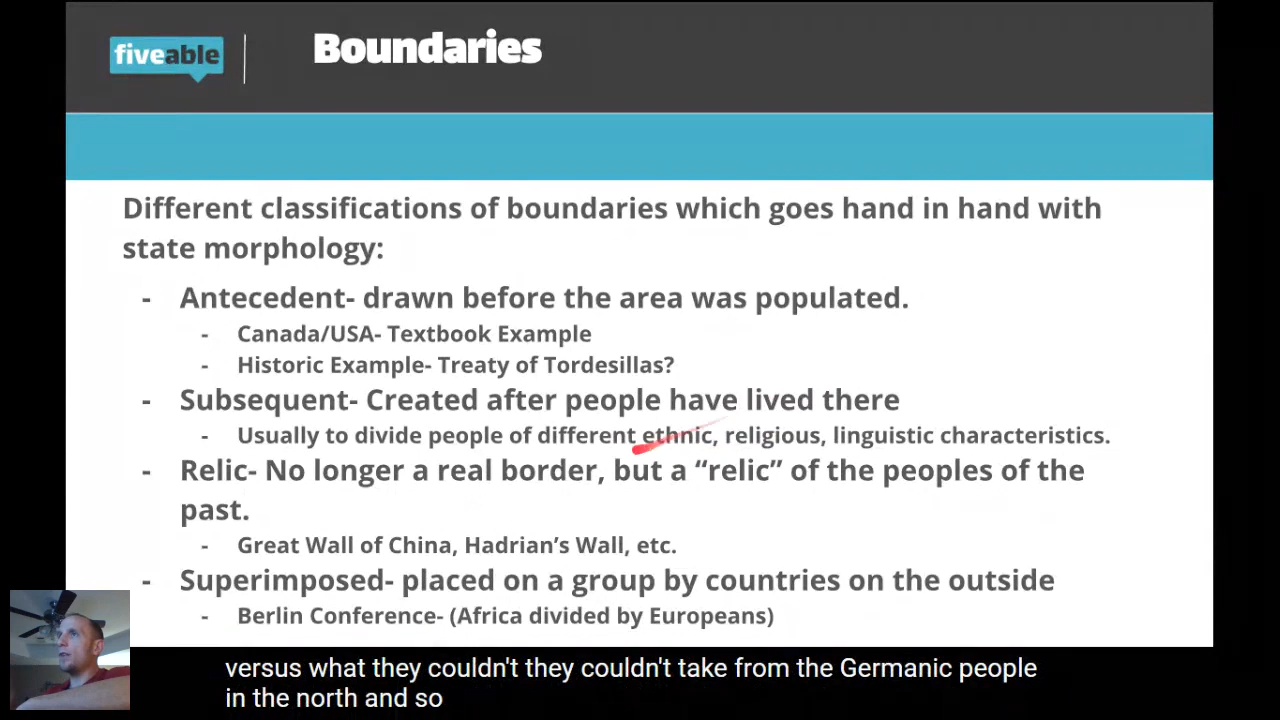 fiveable
Boundaries
Different classifications of boundaries which goes hand in hand with
state morphology:
- Antecedent- drawn before the area was populated.
- Canada/USA- Textbook Example
- Historic Example- Treaty of Tordesillas?
- Subsequent- Created after people have lived there
- Usually to divide people of different ethnic, religious, linguistic characteristics.
- Relic- No longer a real border, but a “relic” of the peoples of the
past.
- Great Wall of China, Hadrian’s Wall, etc.
- Superimposed- placed on a group by countries on the outside
- Berlin Conference- (Africa divided by Europeans)
versus what they couldn't they couldn't take from the Germanic people
in the north and so